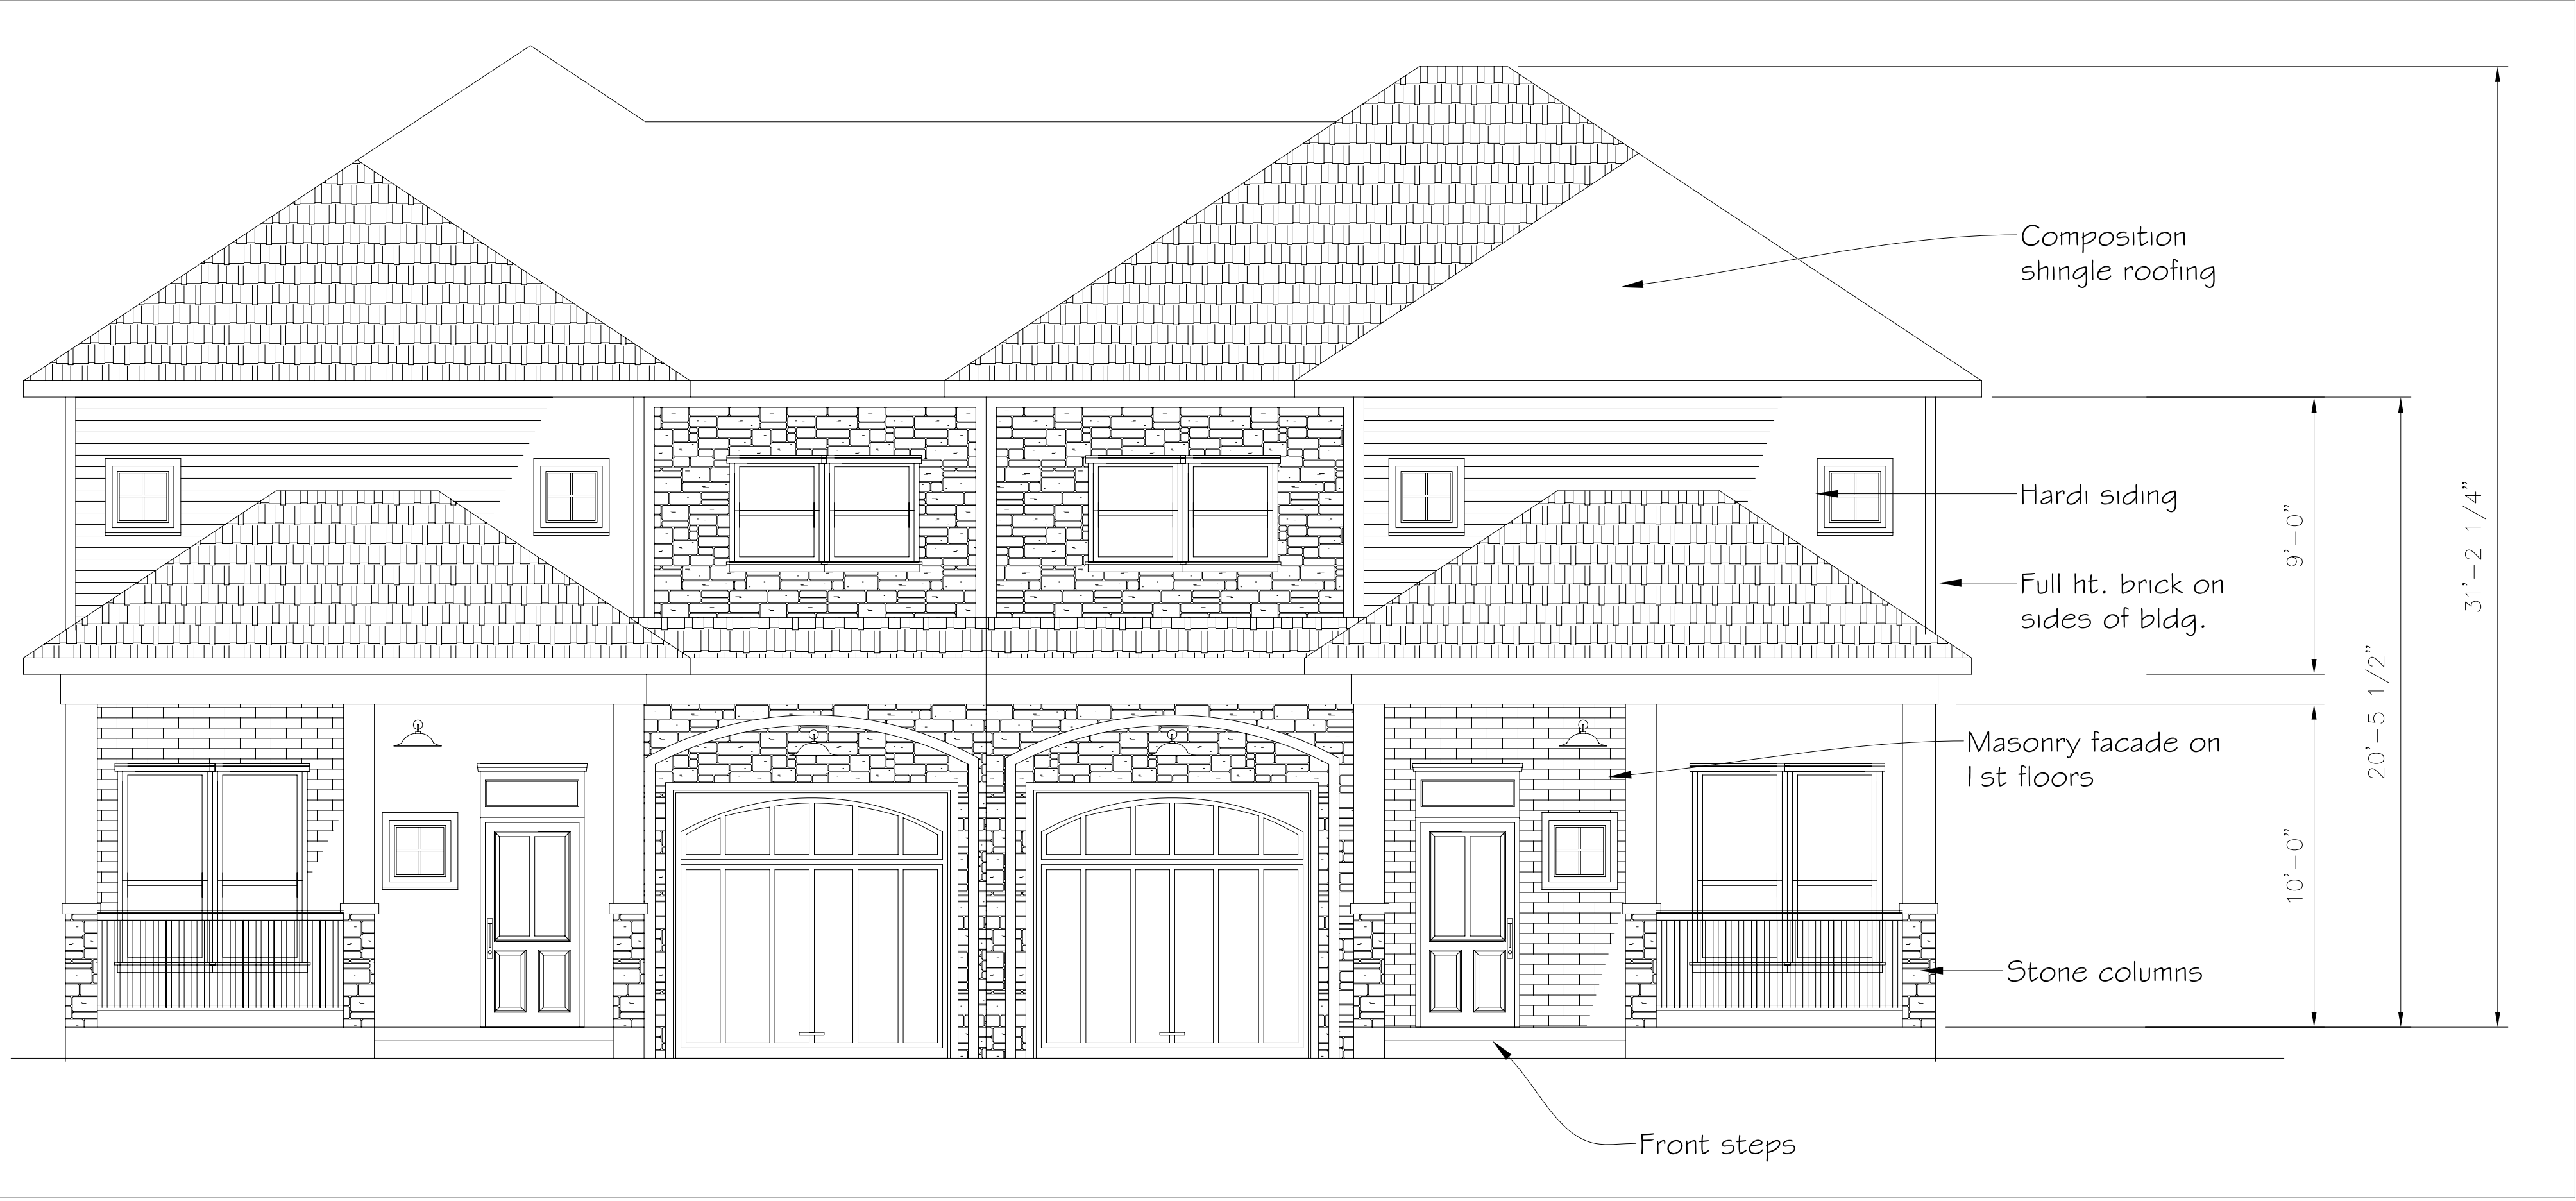 Composition
shingle roofing
Hardi siding
Full ht. brick on
sides of bldg.
Masonry facade on
1st floors
Stone columns
Front steps
9'-0"
10'-0"
20'-5 1/2"
31'-2 1/4"